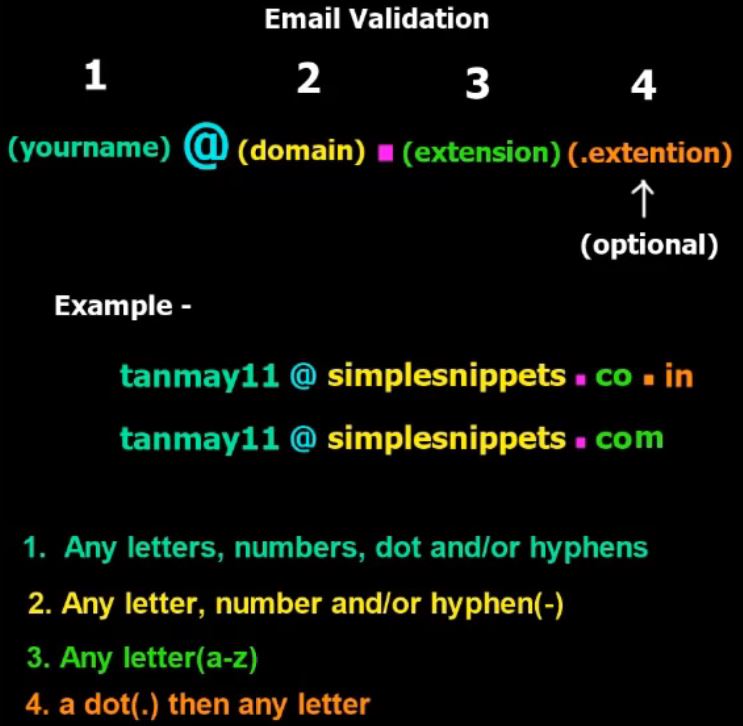 Email Validation
1 2 3 4
(yourname) @ (domain) . (extension) (.extention)
↑
(optional)
Example -
tanmay11 @ simplesnippets . co . in
tanmay11 @ simplesnippets . com
1. Any letters, numbers, dot and/or hyphens
2. Any letter, number and/or hyphen(-)
3. Any letter(a-z)
4. a dot(.) then any letter